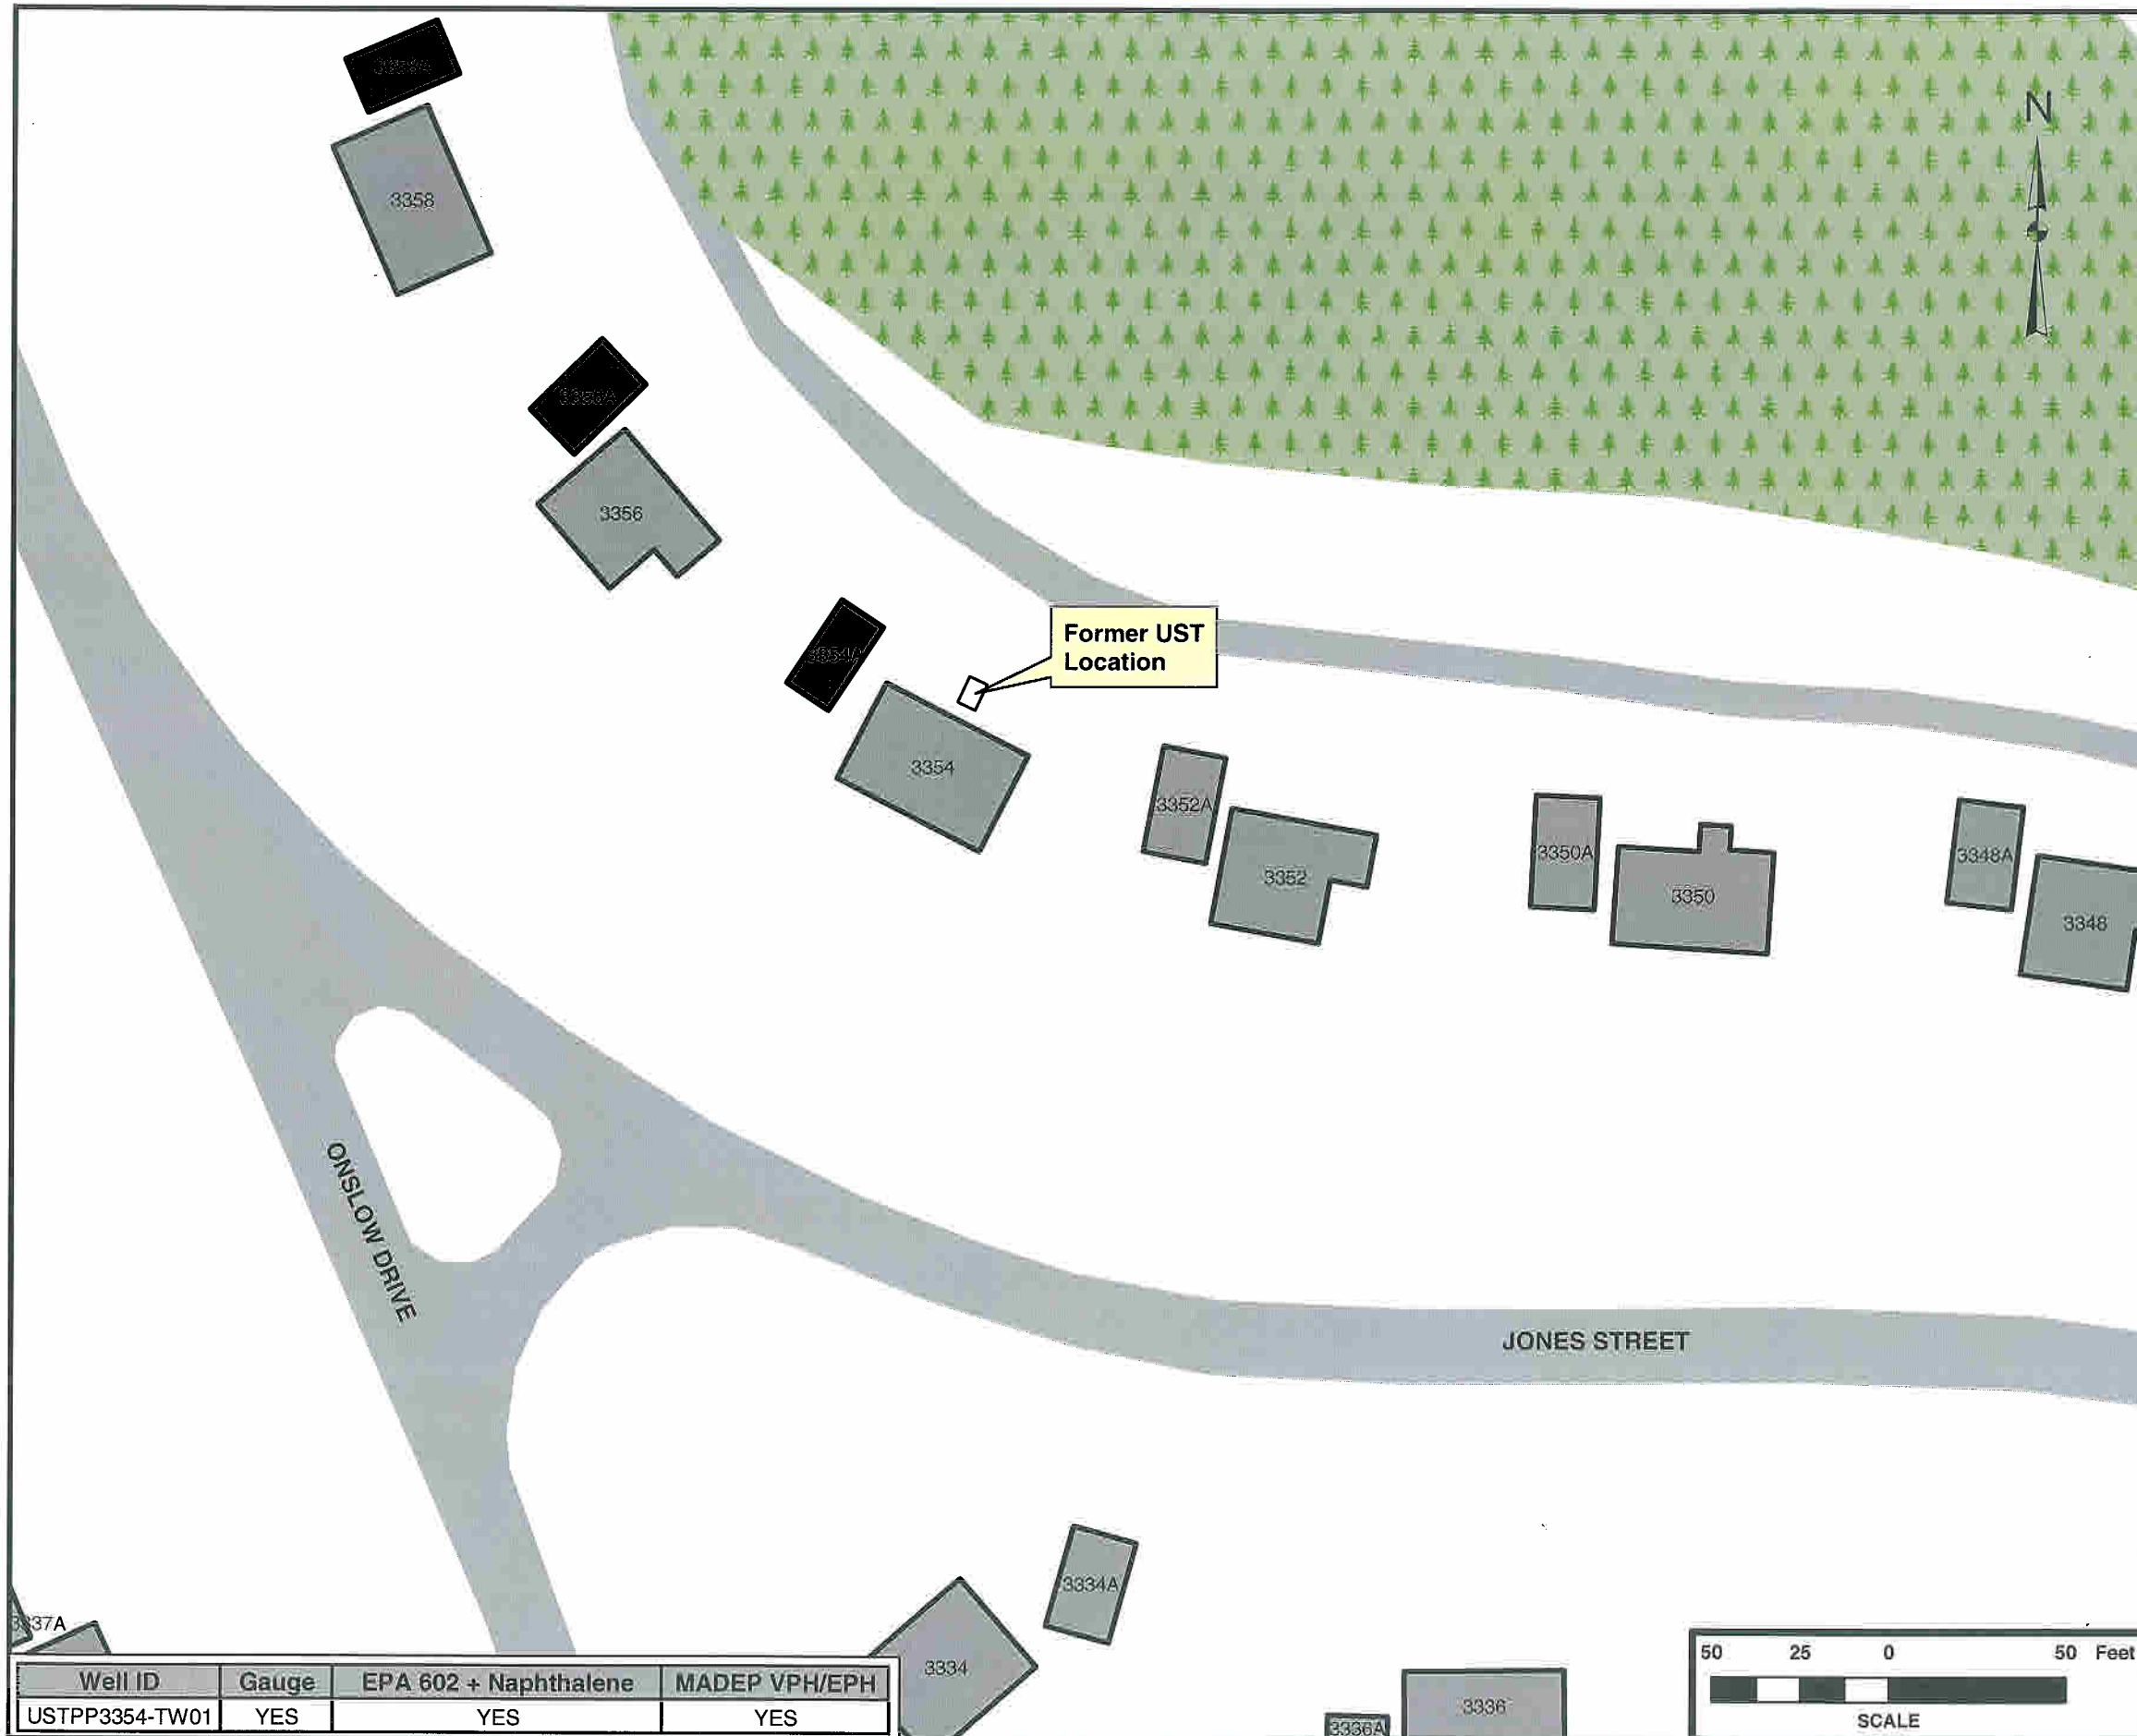 N
3358
3356
Former UST
Location
3354
3352A
3352
3350A
3350
3348A
3348
ONSLOW DRIVE
JONES STREET
3334A
3334
3336
3336A
50 25 0 50 Feet
SCALE
Well ID Gauge EPA 602 + Naphthalene MADEP VPH/EPH
USTPP3354-TW01 YES YES YES